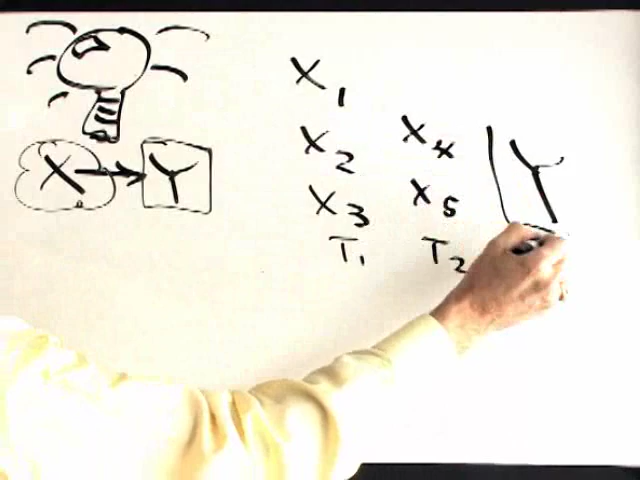 X → Y
X1
X2 X4
X3 X5 Y
T1 T2